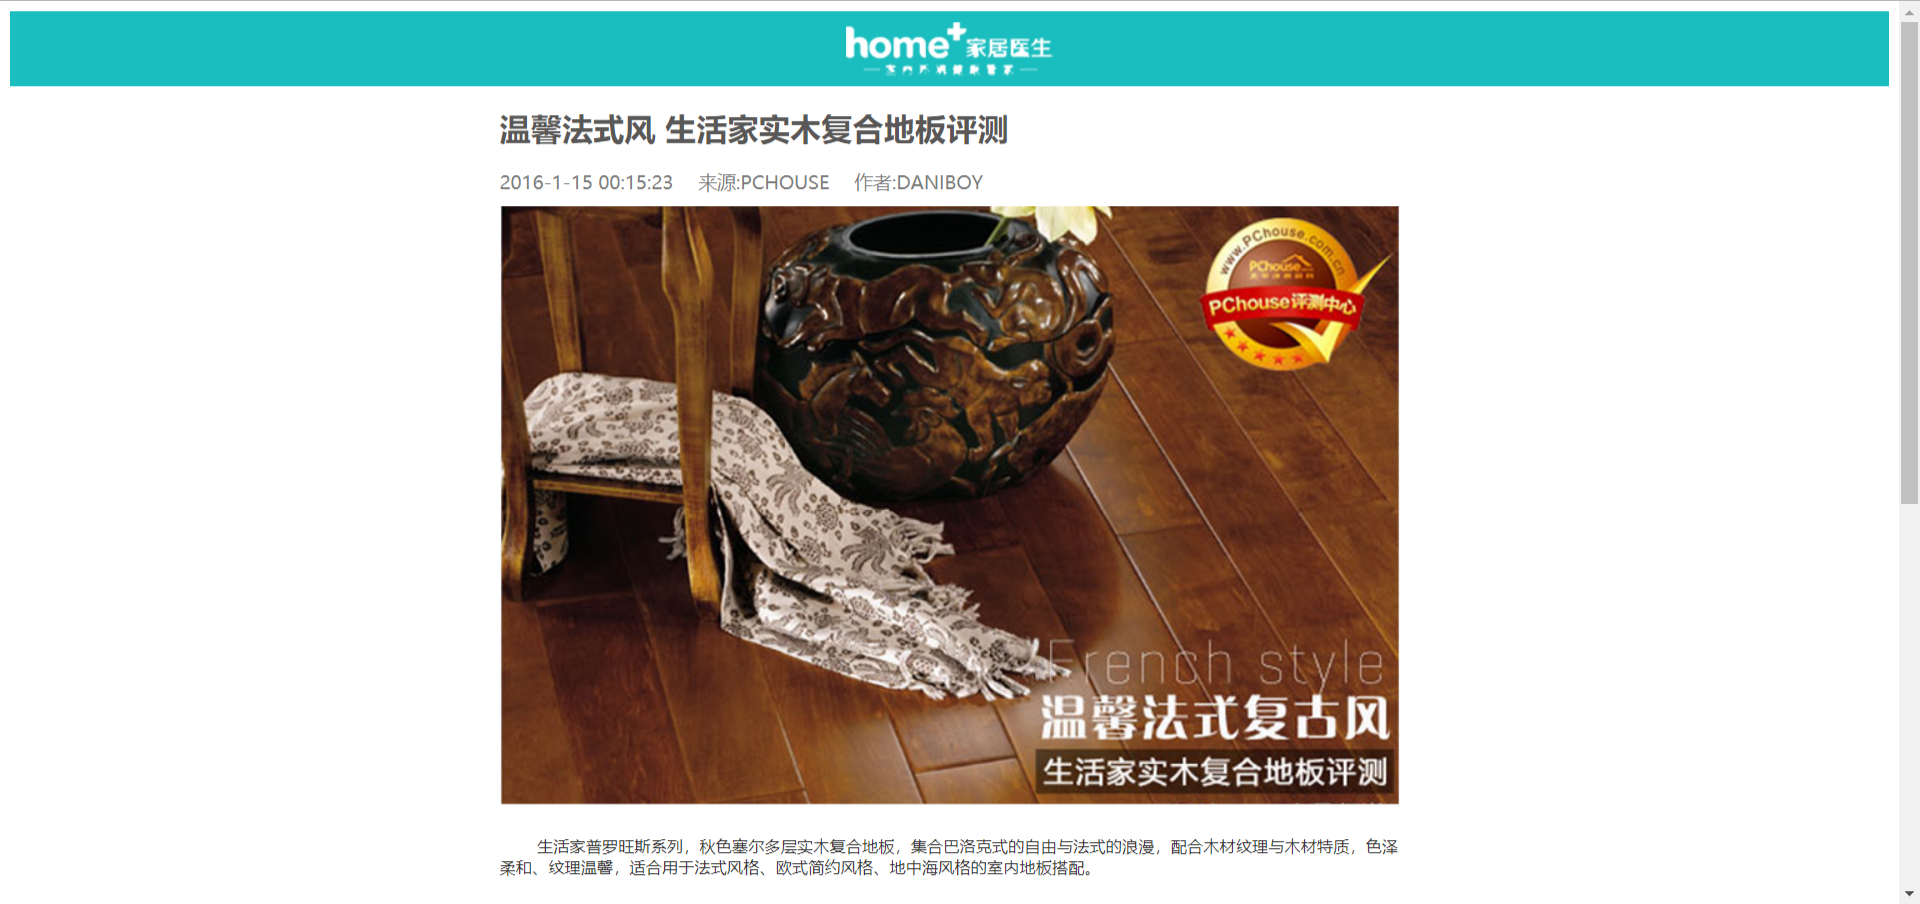 home+家居医生
温馨法式风 生活家实木复合地板评测
2016-1-15 00:15:23 来源:PCHOUSE 作者:DANIBOY
www.PChouse.com.cn
PChouse
PChouse评测中心
French style
温馨法式复古风
生活家实木复合地板评测
生活家普罗旺斯系列，秋色塞尔多层实木复合地板，集合巴洛克式的自由与法式的浪漫，配合木材纹理与木材特质，色泽
柔和、纹理温馨，适合用于法式风格、欧式简约风格、地中海风格的室内地板搭配。